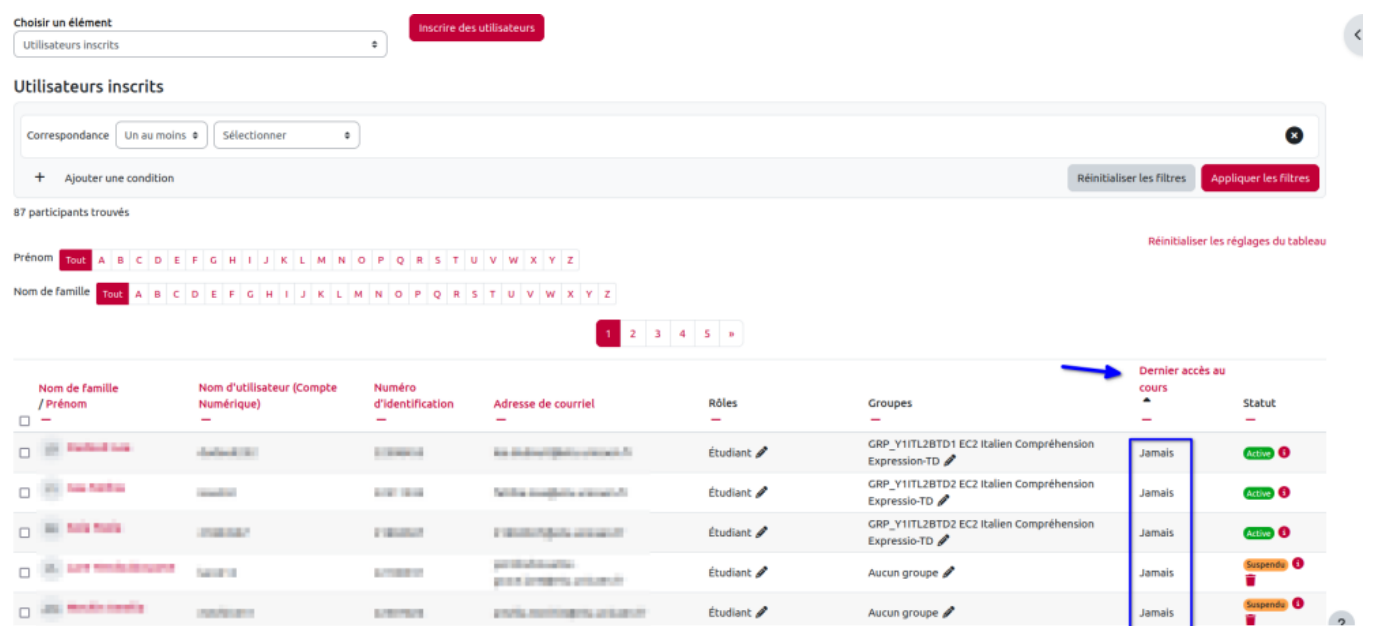 Choisir un élément
Utilisateurs inscrits
Inscrire des utilisateurs
Utilisateurs inscrits
Correspondance Un au moins Sélectionner
+ Ajouter une condition
Réinitialiser les filtres Appliquer les filtres
87 participants trouvés
Réinitialiser les réglages du tableau
Prénom Tout A B C D E F G H I J K L M N O P Q R S T U V W X Y Z
Nom de famille Tout A B C D E F G H I J K L M N O P Q R S T U V W X Y Z
1 2 3 4 5 »
Nom de famille / Prénom
Nom d'utilisateur (Compte Numérique)
Numéro d'identification
Adresse de courriel
Rôles
Groupes
Dernier accès au cours
Statut
Étudiant
GRP_Y1ITL2BTD1 EC2 Italien Compréhension
Expression-TD
Jamais
Active
Étudiant
GRP_Y1ITL2BTD2 EC2 Italien Compréhension
Expressio-TD
Jamais
Active
Étudiant
GRP_Y1ITL2BTD2 EC2 Italien Compréhension
Expressio-TD
Jamais
Active
Étudiant
Aucun groupe
Jamais
Suspendu
Étudiant
Aucun groupe
Jamais
Suspendu
?